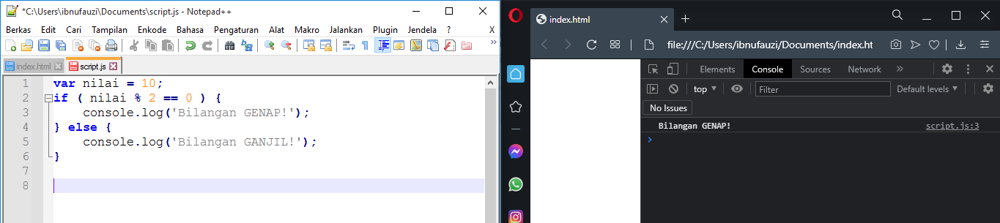 *C:\Users\ibnufauzi\Documents\script.js - Notepad++
Berkas Edit Cari Tampilan Enkode Bahasa Pengaturan Alat Makro Jalankan Plugin Jendela ? X
index.html script.js
1 var nilai = 10;
2 if ( nilai % 2 == 0 ) {
3 console.log('Bilangan GENAP!');
4 } else {
5 console.log('Bilangan GANJIL!');
6 }
7
8
index.html
file:///C:/Users/ibnufauzi/Documents/index.ht
Elements Console Sources Network »
top Filter Default levels
No Issues
Bilangan GENAP! script.js:3